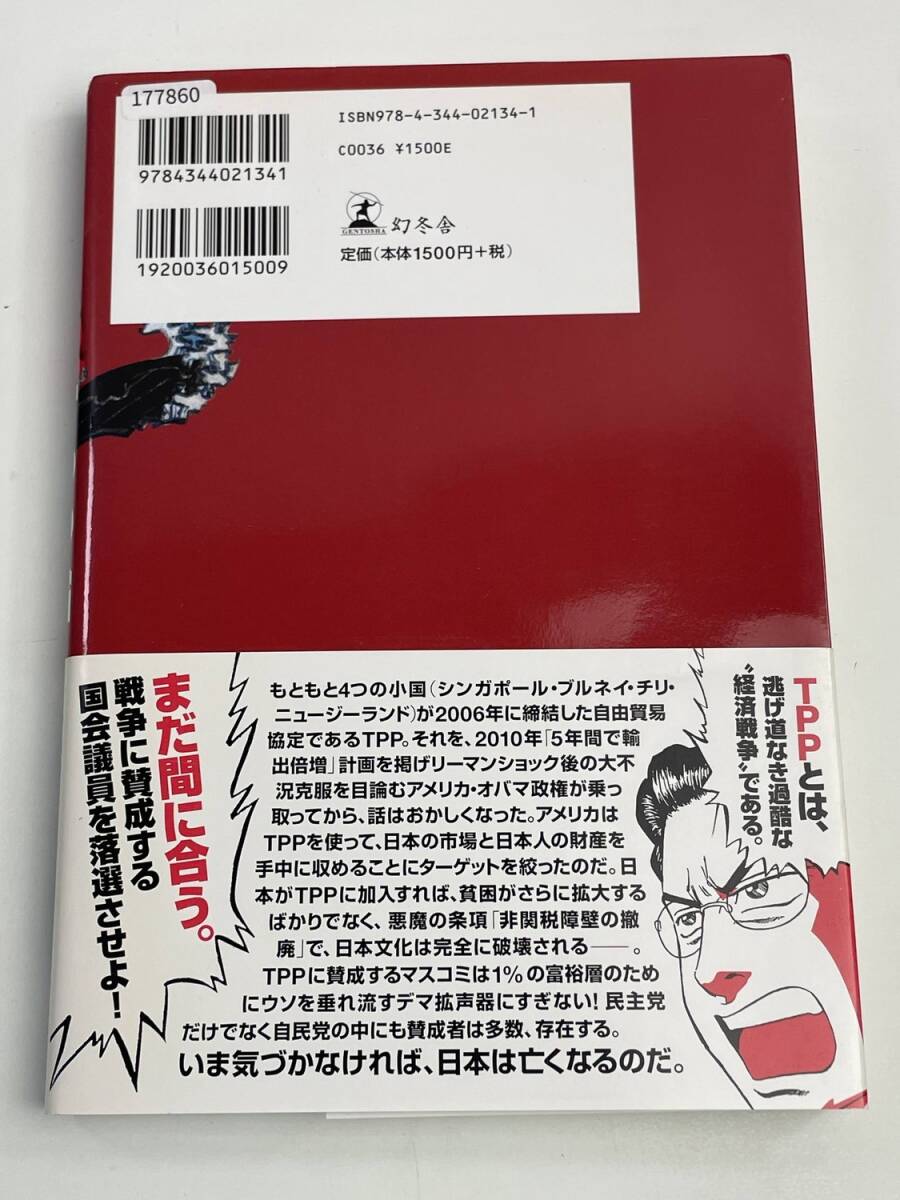 177860
ISBN978-4-344-02134-1
C0036 ¥1500E
9784344021341
GENTOSHA
幻冬舎
定価(本体1500円+税)
1920036015009
TPPとは、
逃げ道なき過酷な
“経済戦争”である。
もともと4つの小国(シンガポール・ブルネイ・チリ・
ニュージーランド)が2006年に締結した自由貿易
協定であるTPP。それを、2010年「5年間で輸
出倍増」計画を掲げリーマンショック後の大不
況克服を目論むアメリカ・オバマ政権が乗っ
取ってから、話はおかしくなった。アメリカは
TPPを使って、日本の市場と日本人の財産を
手中に収めることにターゲットを絞ったのだ。日
本がTPPに加入すれば、貧困がさらに拡大する
ばかりでなく、悪魔の条項「非関税障壁の撤
廃」で、日本文化は完全に破壊される――。
TPPに賛成するマスコミは1%の富裕層のため
にウソを垂れ流すデマ拡声器にすぎない!民主党
だけでなく自民党の中にも賛成者は多数、存在する。
いま気づかなければ、日本は亡くなるのだ。
まだ間に合う。
戦争に賛成する
国会議員を落選させよ!